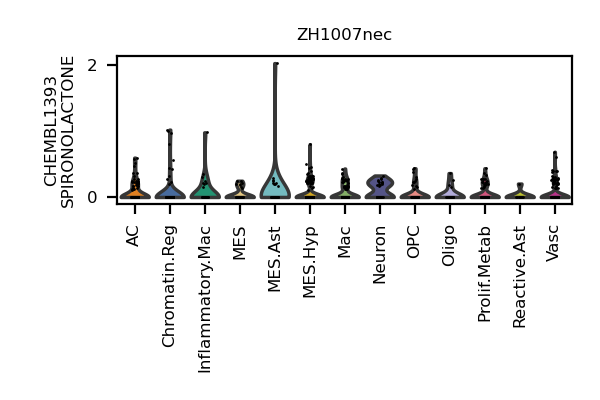 ZH1007nec
CHEMBL1393
SPIRONOLACTONE
2
0
AC
Chromatin.Reg
Inflammatory.Mac
MES
MES.Ast
MES.Hyp
Mac
Neuron
OPC
Oligo
Prolif.Metab
Reactive.Ast
Vasc